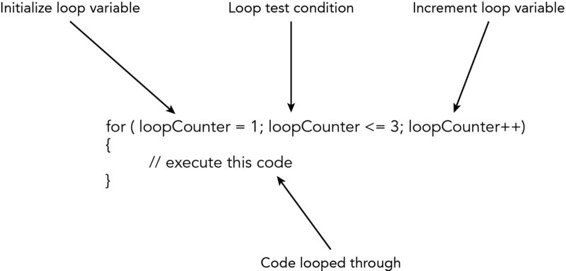 Initialize loop variable
Loop test condition
Increment loop variable
for ( loopCounter = 1; loopCounter <= 3; loopCounter++)
{
// execute this code
}
Code looped through